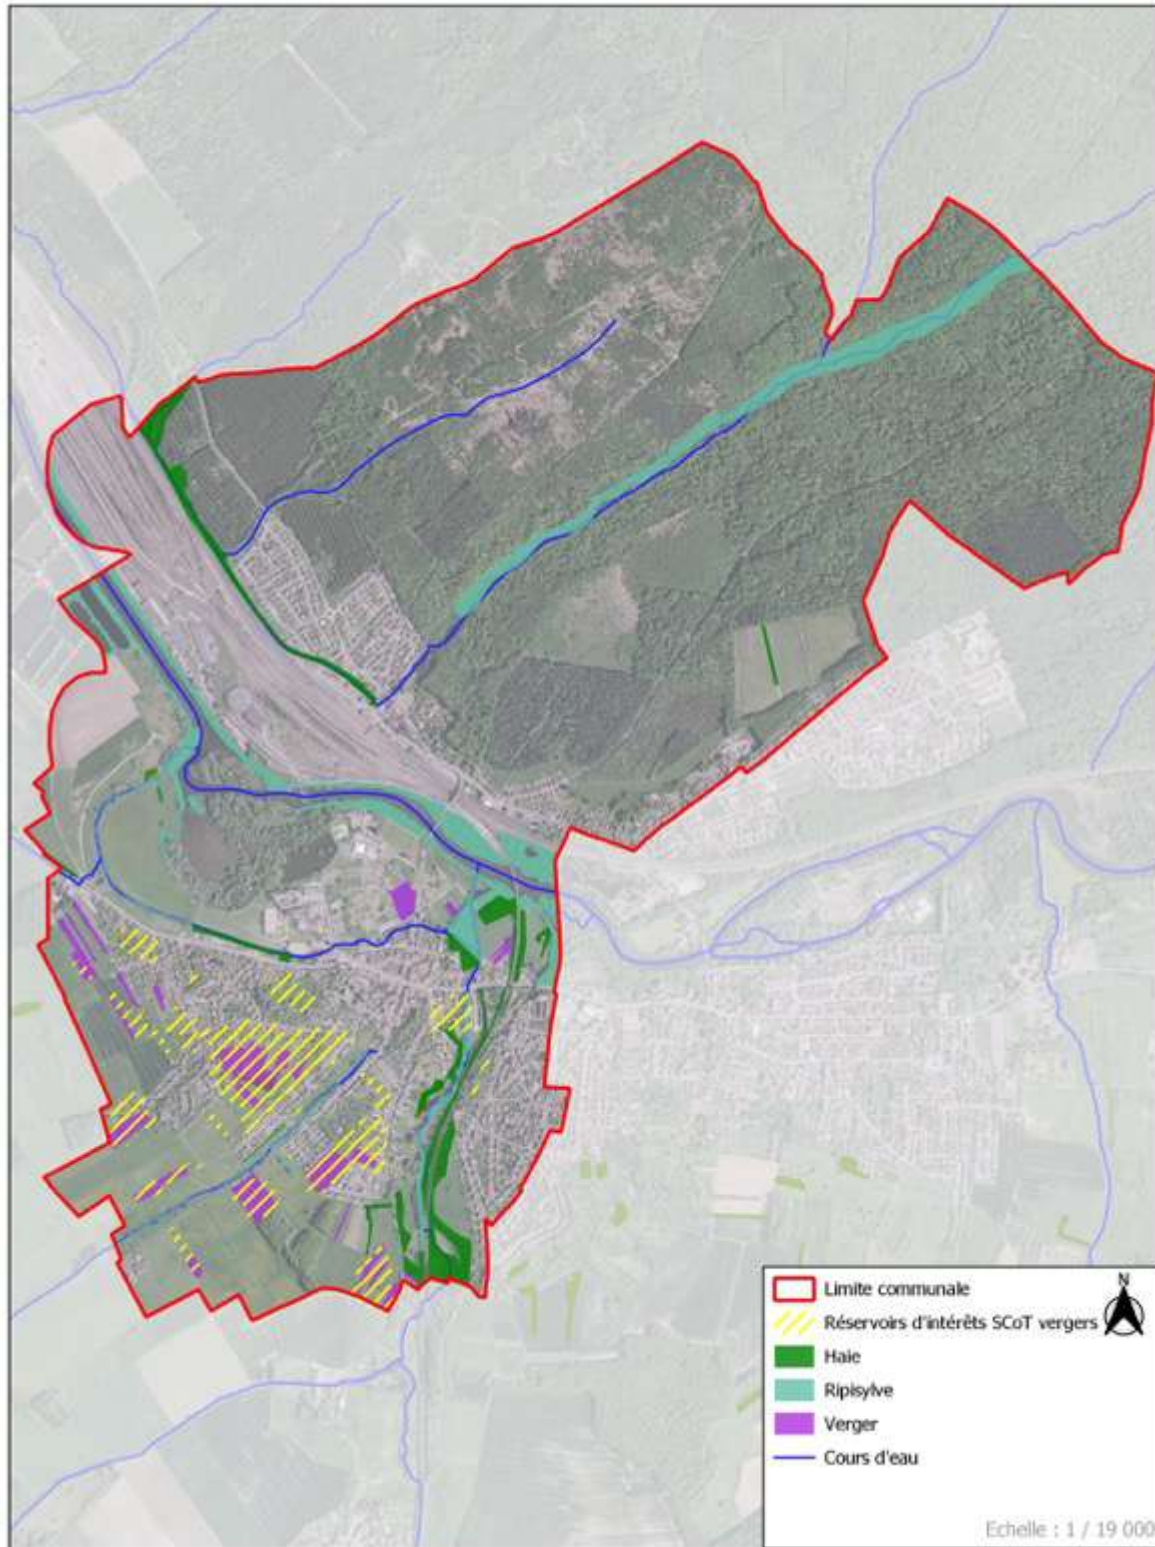 N
Limite communale
Réservoirs d'intérêts SCoT vergers
Haie
Ripisylve
Verger
Cours d'eau
Echelle : 1 / 19 000